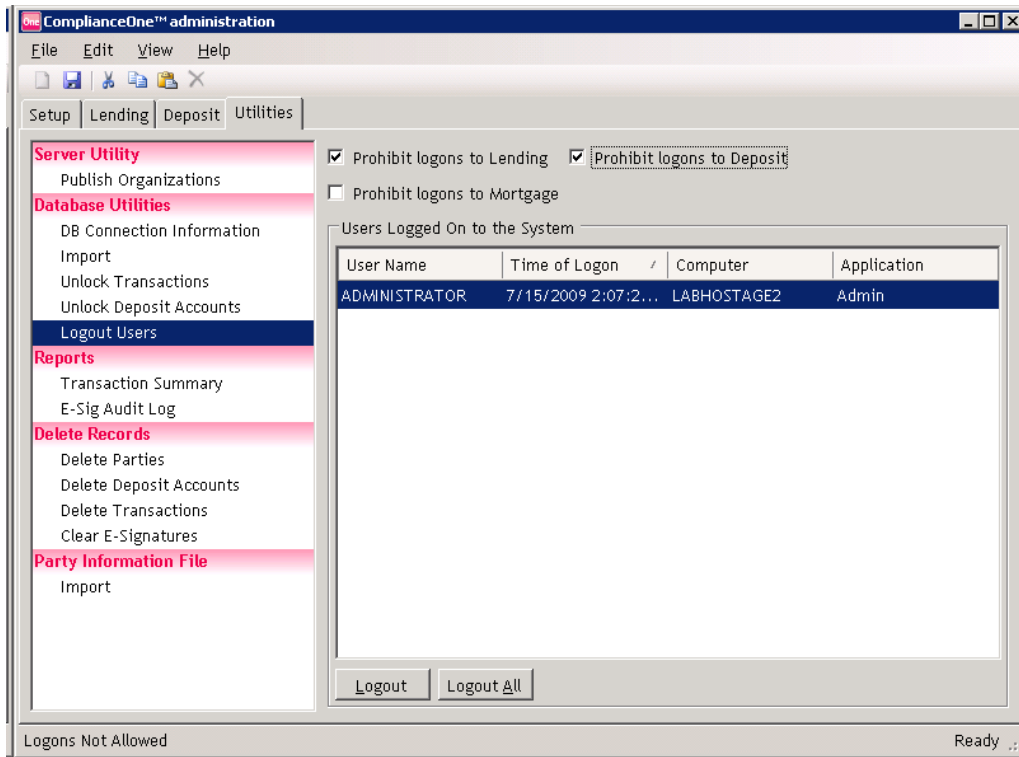 One ComplianceOne™ administration
File Edit View Help
Setup Lending Deposit Utilities
Server Utility
Publish Organizations
Database Utilities
DB Connection Information
Import
Unlock Transactions
Unlock Deposit Accounts
Logout Users
Reports
Transaction Summary
E-Sig Audit Log
Delete Records
Delete Parties
Delete Deposit Accounts
Delete Transactions
Clear E-Signatures
Party Information File
Import
Prohibit logons to Lending Prohibit logons to Deposit
Prohibit logons to Mortgage
Users Logged On to the System
User Name Time of Logon Computer Application
ADMINISTRATOR 7/15/2009 2:07:2... LABHOSTAGE2 Admin
Logout Logout All
Logons Not Allowed Ready